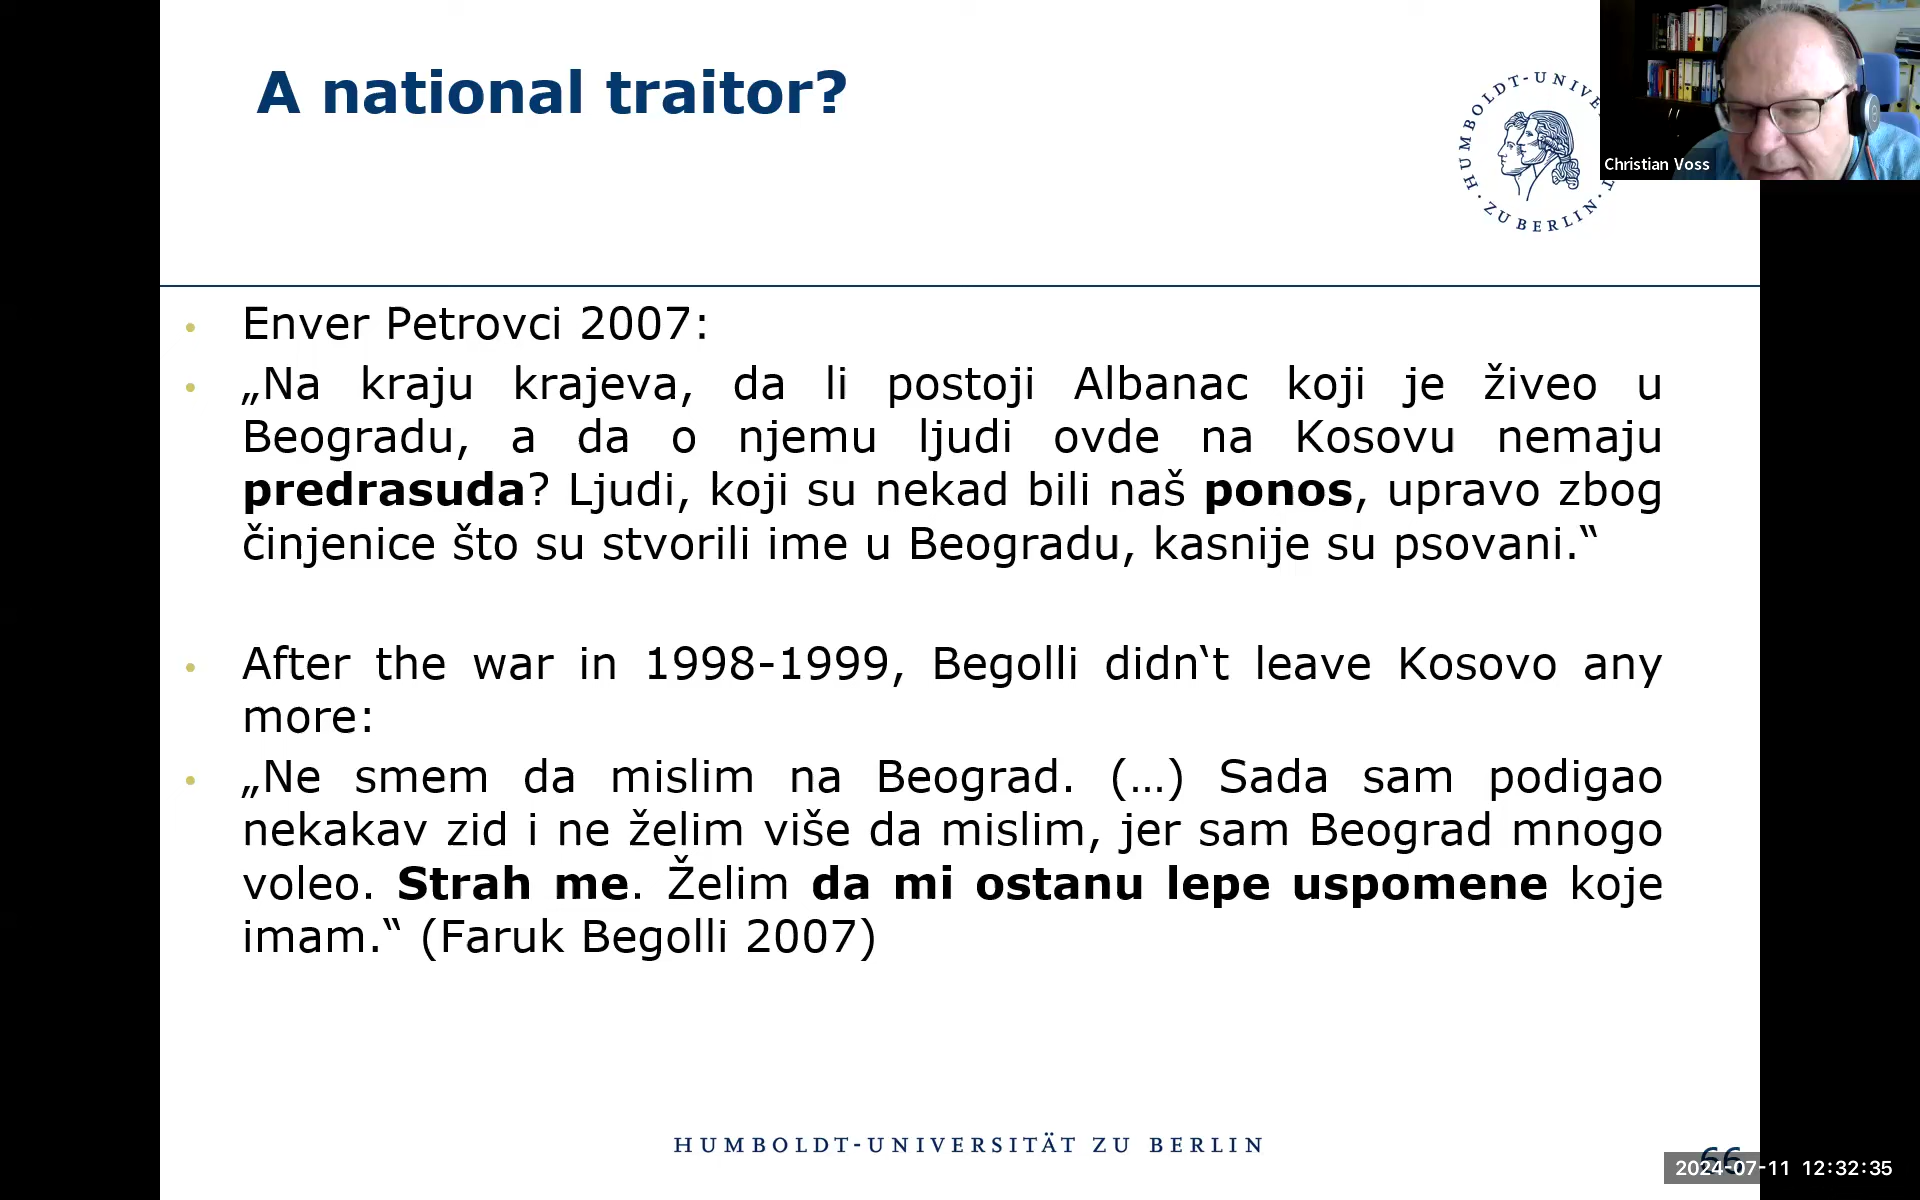 A national traitor?
HUMBOLDT-UNIVE
· ZU BERLIN ·
Christian Voss
• Enver Petrovci 2007:
• „Na kraju krajeva, da li postoji Albanac koji je živeo u
Beogradu, a da o njemu ljudi ovde na Kosovu nemaju
predrasuda? Ljudi, koji su nekad bili naš ponos, upravo zbog
činjenice što su stvorili ime u Beogradu, kasnije su psovani.“
• After the war in 1998-1999, Begolli didn‘t leave Kosovo any
more:
• „Ne smem da mislim na Beograd. (…) Sada sam podigao
nekakav zid i ne želim više da mislim, jer sam Beograd mnogo
voleo. Strah me. Želim da mi ostanu lepe uspomene koje
imam.“ (Faruk Begolli 2007)
HUMBOLDT-UNIVERSITÄT ZU BERLIN
66
2024-07-11 12:32:35